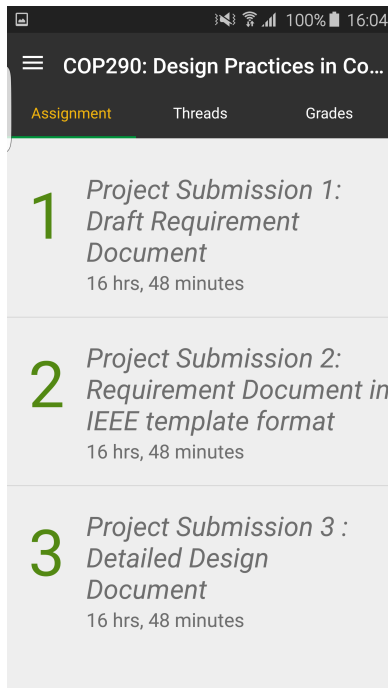 100% 16:04
COP290: Design Practices in Co...
Assignment Threads Grades
1
Project Submission 1:
Draft Requirement
Document
16 hrs, 48 minutes
2
Project Submission 2:
Requirement Document in
IEEE template format
16 hrs, 48 minutes
3
Project Submission 3 :
Detailed Design
Document
16 hrs, 48 minutes